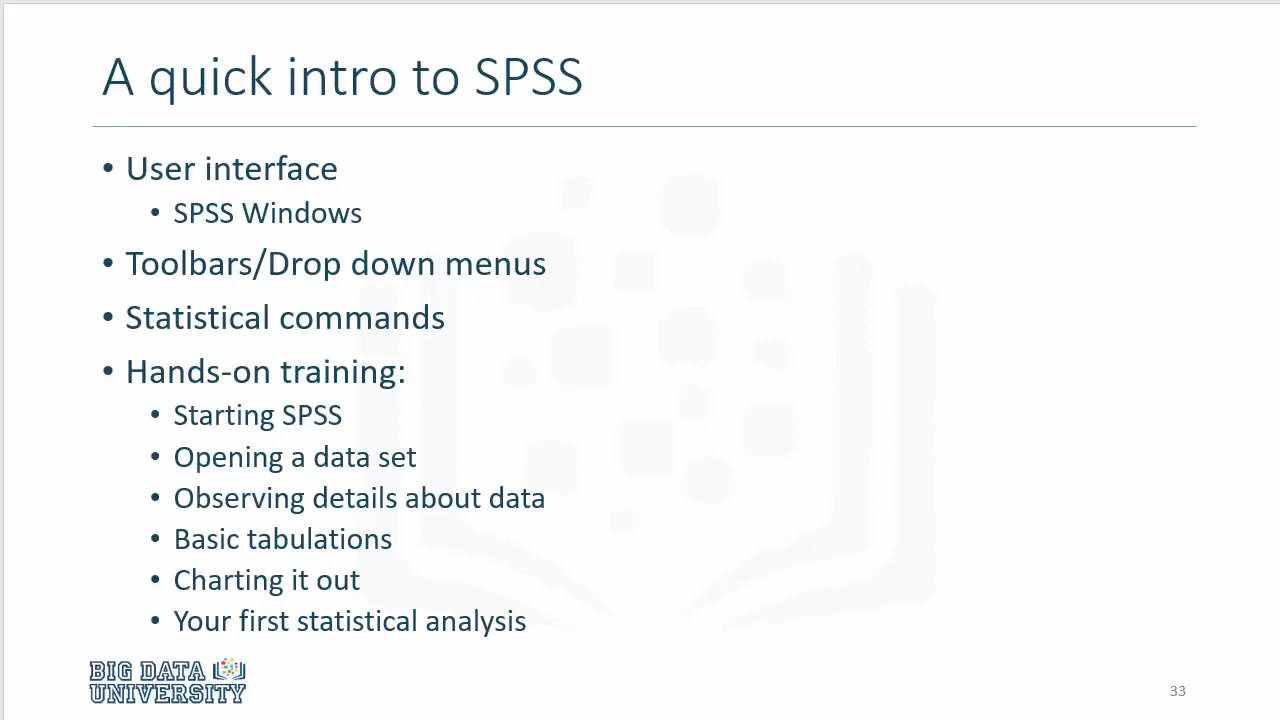 A quick intro to SPSS
• User interface
• SPSS Windows
• Toolbars/Drop down menus
• Statistical commands
• Hands-on training:
• Starting SPSS
• Opening a data set
• Observing details about data
• Basic tabulations
• Charting it out
• Your first statistical analysis
BIG DATA
UNIVERSITY
33